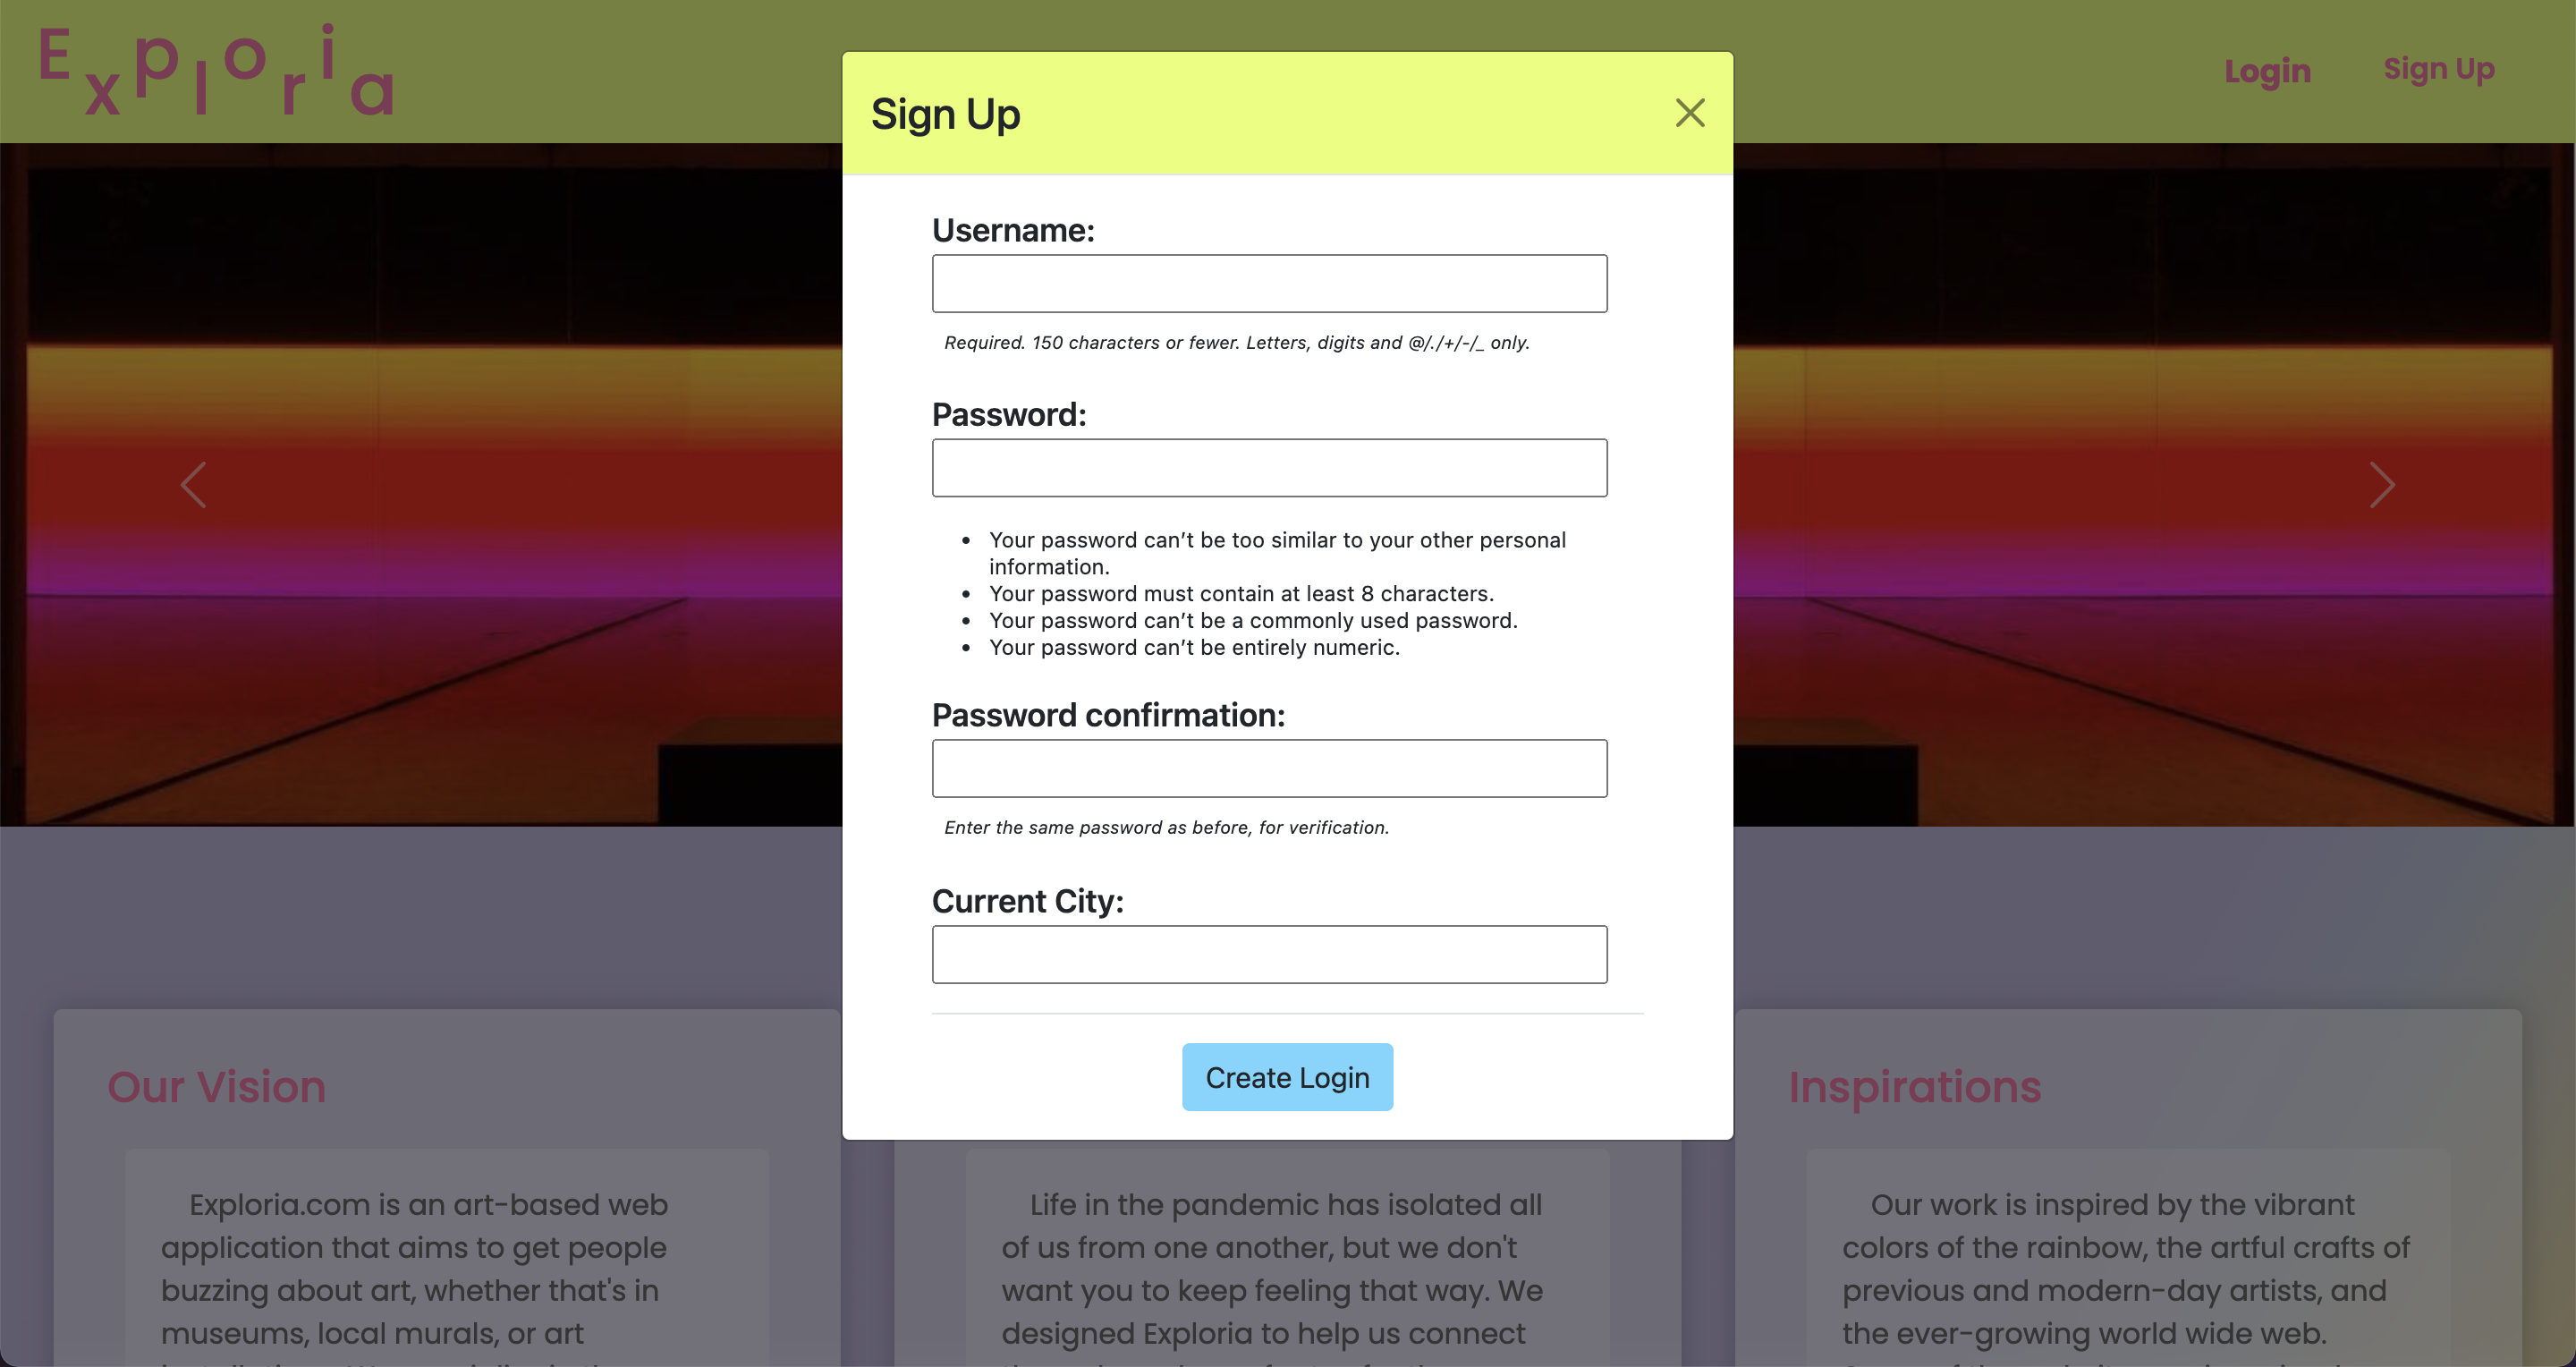 Exploria
Login
Sign Up
Sign Up
Username:
Required. 150 characters or fewer. Letters, digits and @/./+/-/_ only.
Password:
• Your password can’t be too similar to your other personal
information.
• Your password must contain at least 8 characters.
• Your password can’t be a commonly used password.
• Your password can’t be entirely numeric.
Password confirmation:
Enter the same password as before, for verification.
Current City:
Create Login
Our Vision
Exploria.com is an art-based web
application that aims to get people
buzzing about art, whether that's in
museums, local murals, or art
Life in the pandemic has isolated all
of us from one another, but we don't
want you to keep feeling that way. We
designed Exploria to help us connect
Inspirations
Our work is inspired by the vibrant
colors of the rainbow, the artful crafts of
previous and modern-day artists, and
the ever-growing world wide web.